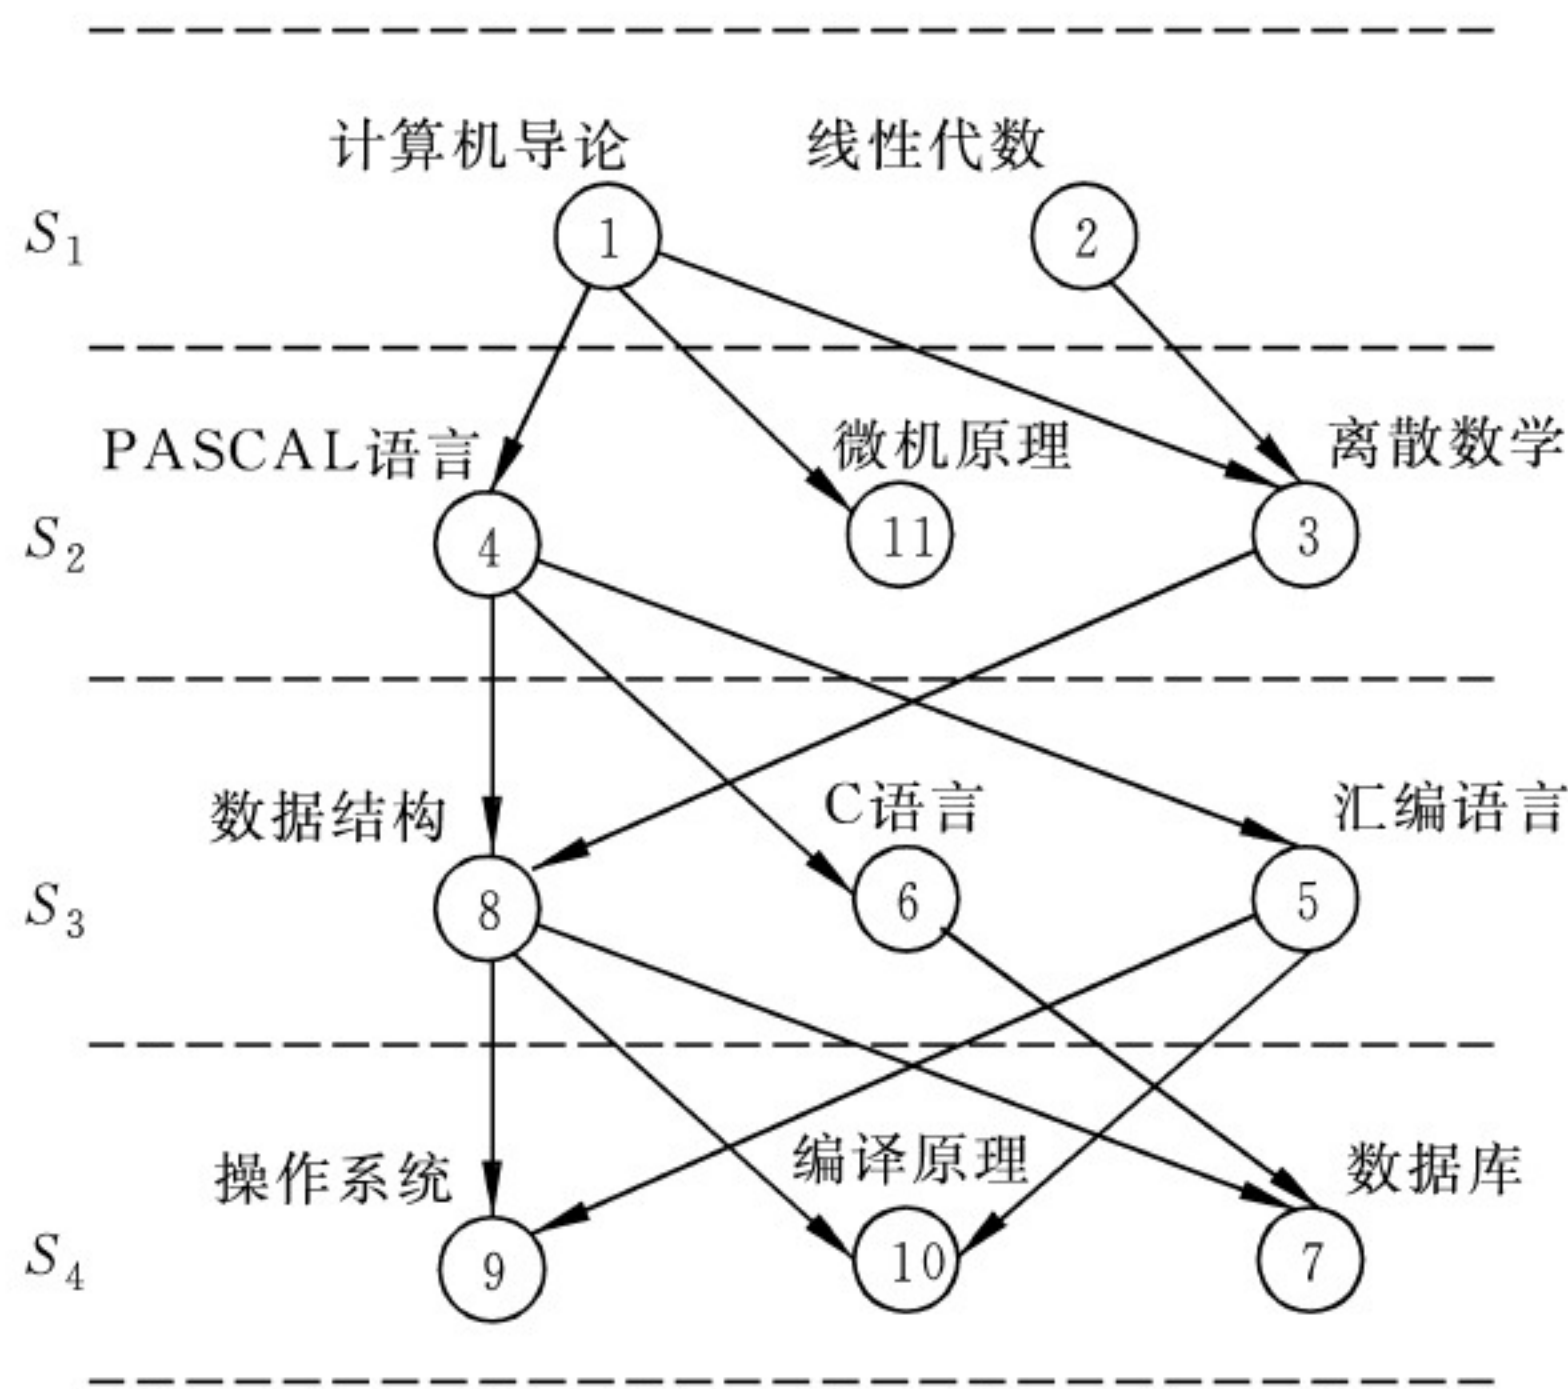 计算机导论 线性代数
S1 1 2
PASCAL语言 微机原理 离散数学
S2 4 11 3
数据结构 C语言 汇编语言
S3 8 6 5
操作系统 编译原理 数据库
S4 9 10 7